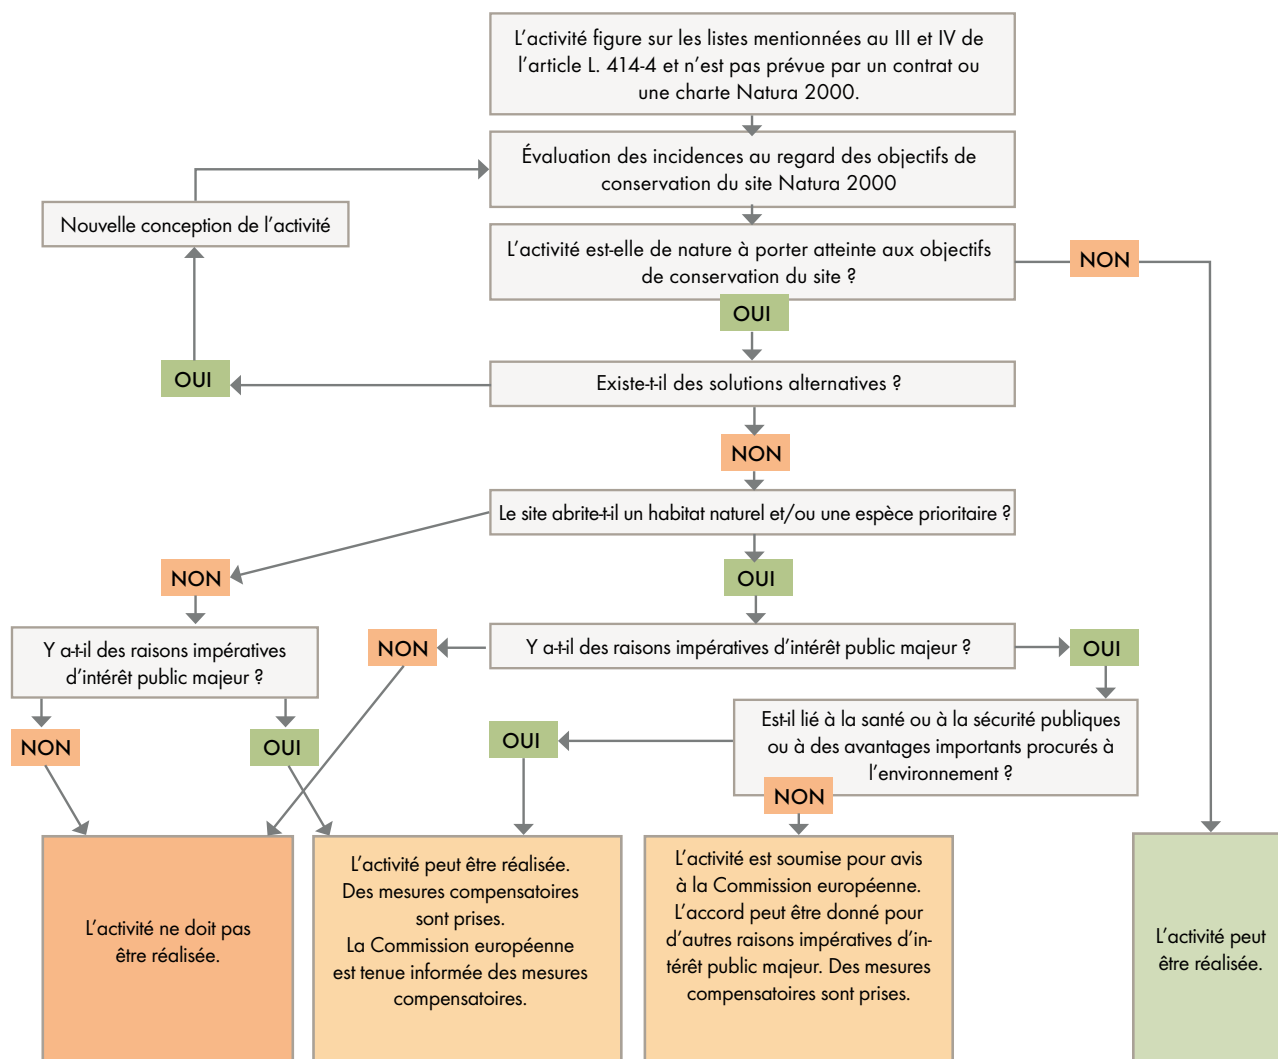 L’activité figure sur les listes mentionnées au III et IV de
l’article L. 414-4 et n’est pas prévue par un contrat ou
une charte Natura 2000.
Évaluation des incidences au regard des objectifs de
conservation du site Natura 2000
Nouvelle conception de l’activité
L’activité est-elle de nature à porter atteinte aux objectifs
de conservation du site ?
NON
OUI
OUI
Existe-t-il des solutions alternatives ?
NON
Le site abrite-t-il un habitat naturel et/ou une espèce prioritaire ?
NON
OUI
Y a-t-il des raisons impératives
d’intérêt public majeur ?
NON
Y a-t-il des raisons impératives d’intérêt public majeur ?
OUI
NON
OUI
OUI
Est-il lié à la santé ou à la sécurité publiques
ou à des avantages importants procurés à
l’environnement ?
NON
L’activité ne doit pas
être réalisée.
L’activité peut être réalisée.
Des mesures compensatoires
sont prises.
La Commission européenne
est tenue informée des mesures
compensatoires.
L’activité est soumise pour avis
à la Commission européenne.
L’accord peut être donné pour
d’autres raisons impératives d’in-
térêt public majeur. Des mesures
compensatoires sont prises.
L’activité peut
être réalisée.